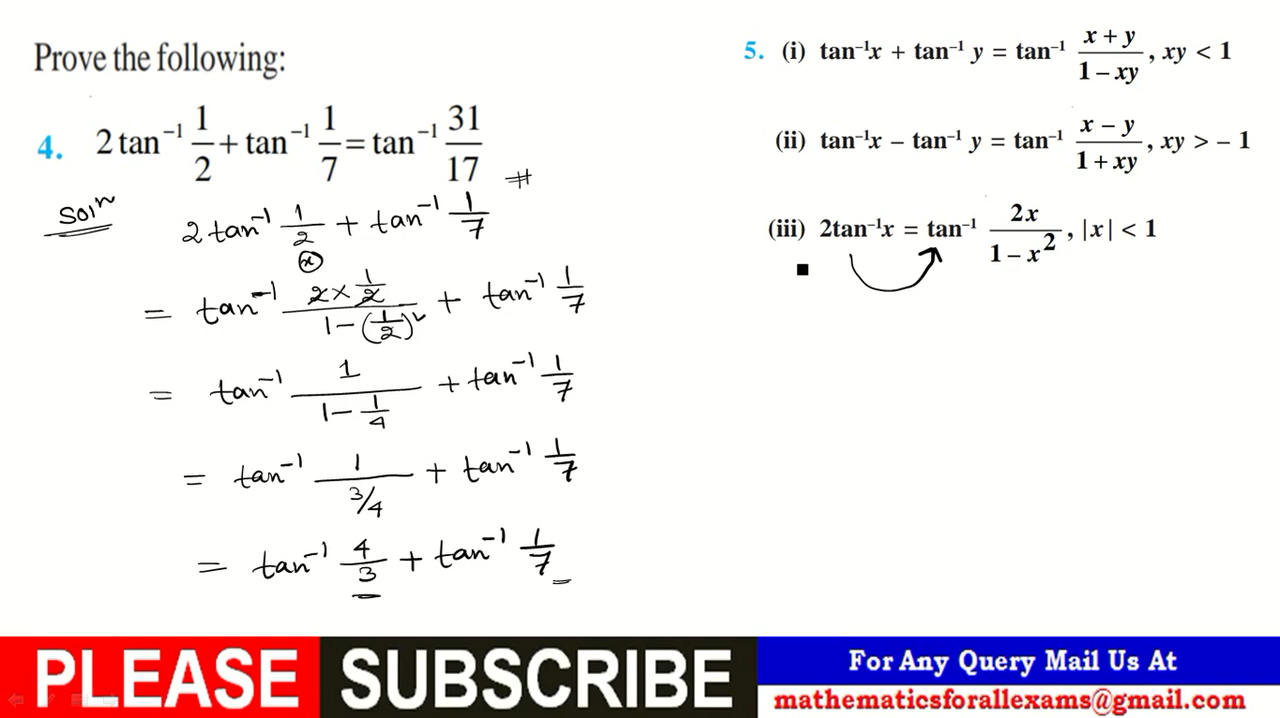 Prove the following:
4. 2 tan⁻¹ 1/2 + tan⁻¹ 1/7 = tan⁻¹ 31/17
Solⁿ 2 tan⁻¹ 1/2 + tan⁻¹ 1/7
(x)
= tan⁻¹ (2 × 1/2)/(1 − (1/2)²) + tan⁻¹ 1/7
= tan⁻¹ 1/(1 − 1/4) + tan⁻¹ 1/7
= tan⁻¹ 1/(3/4) + tan⁻¹ 1/7
= tan⁻¹ 4/3 + tan⁻¹ 1/7
5. (i) tan⁻¹x + tan⁻¹ y = tan⁻¹ (x + y)/(1 − xy), xy < 1
(ii) tan⁻¹x − tan⁻¹ y = tan⁻¹ (x − y)/(1 + xy), xy > − 1
(iii) 2tan⁻¹x = tan⁻¹ 2x/(1 − x²), |x| < 1
PLEASE SUBSCRIBE
For Any Query Mail Us At
mathematicsforallexams@gmail.com